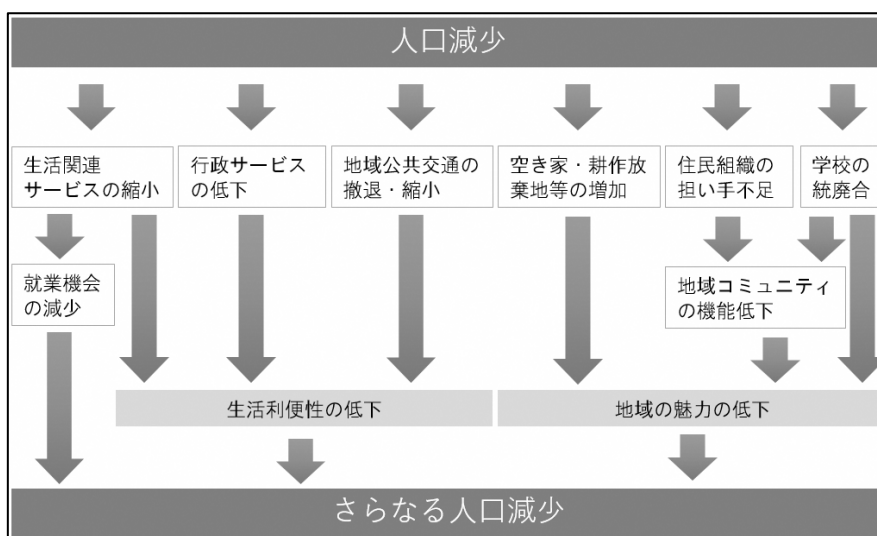 人口減少
生活関連
サービスの縮小
行政サービス
の低下
地域公共交通の
撤退・縮小
空き家・耕作放
棄地等の増加
住民組織の
担い手不足
学校の
統廃合
就業機会
の減少
地域コミュニティ
の機能低下
生活利便性の低下
地域の魅力の低下
さらなる人口減少